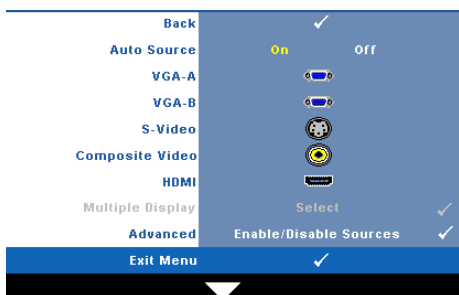 Back
Auto Source On Off
VGA-A
VGA-B
S-Video
Composite Video
HDMI
Multiple Display Select
Advanced Enable/Disable Sources
Exit Menu